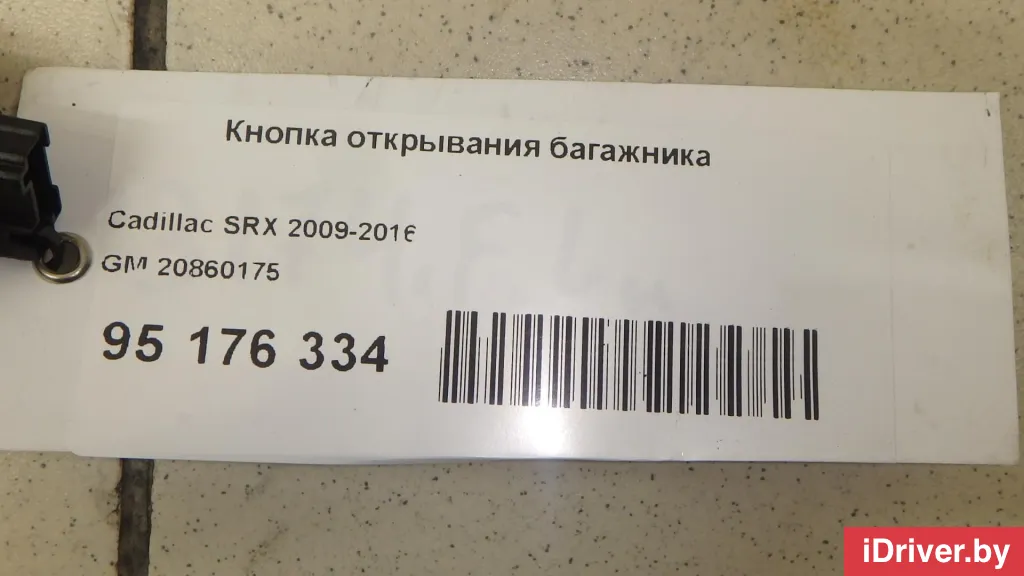 Кнопка открывания багажника
Cadillac SRX 2009-2016
GM 20860175
95 176 334
iDriver.by